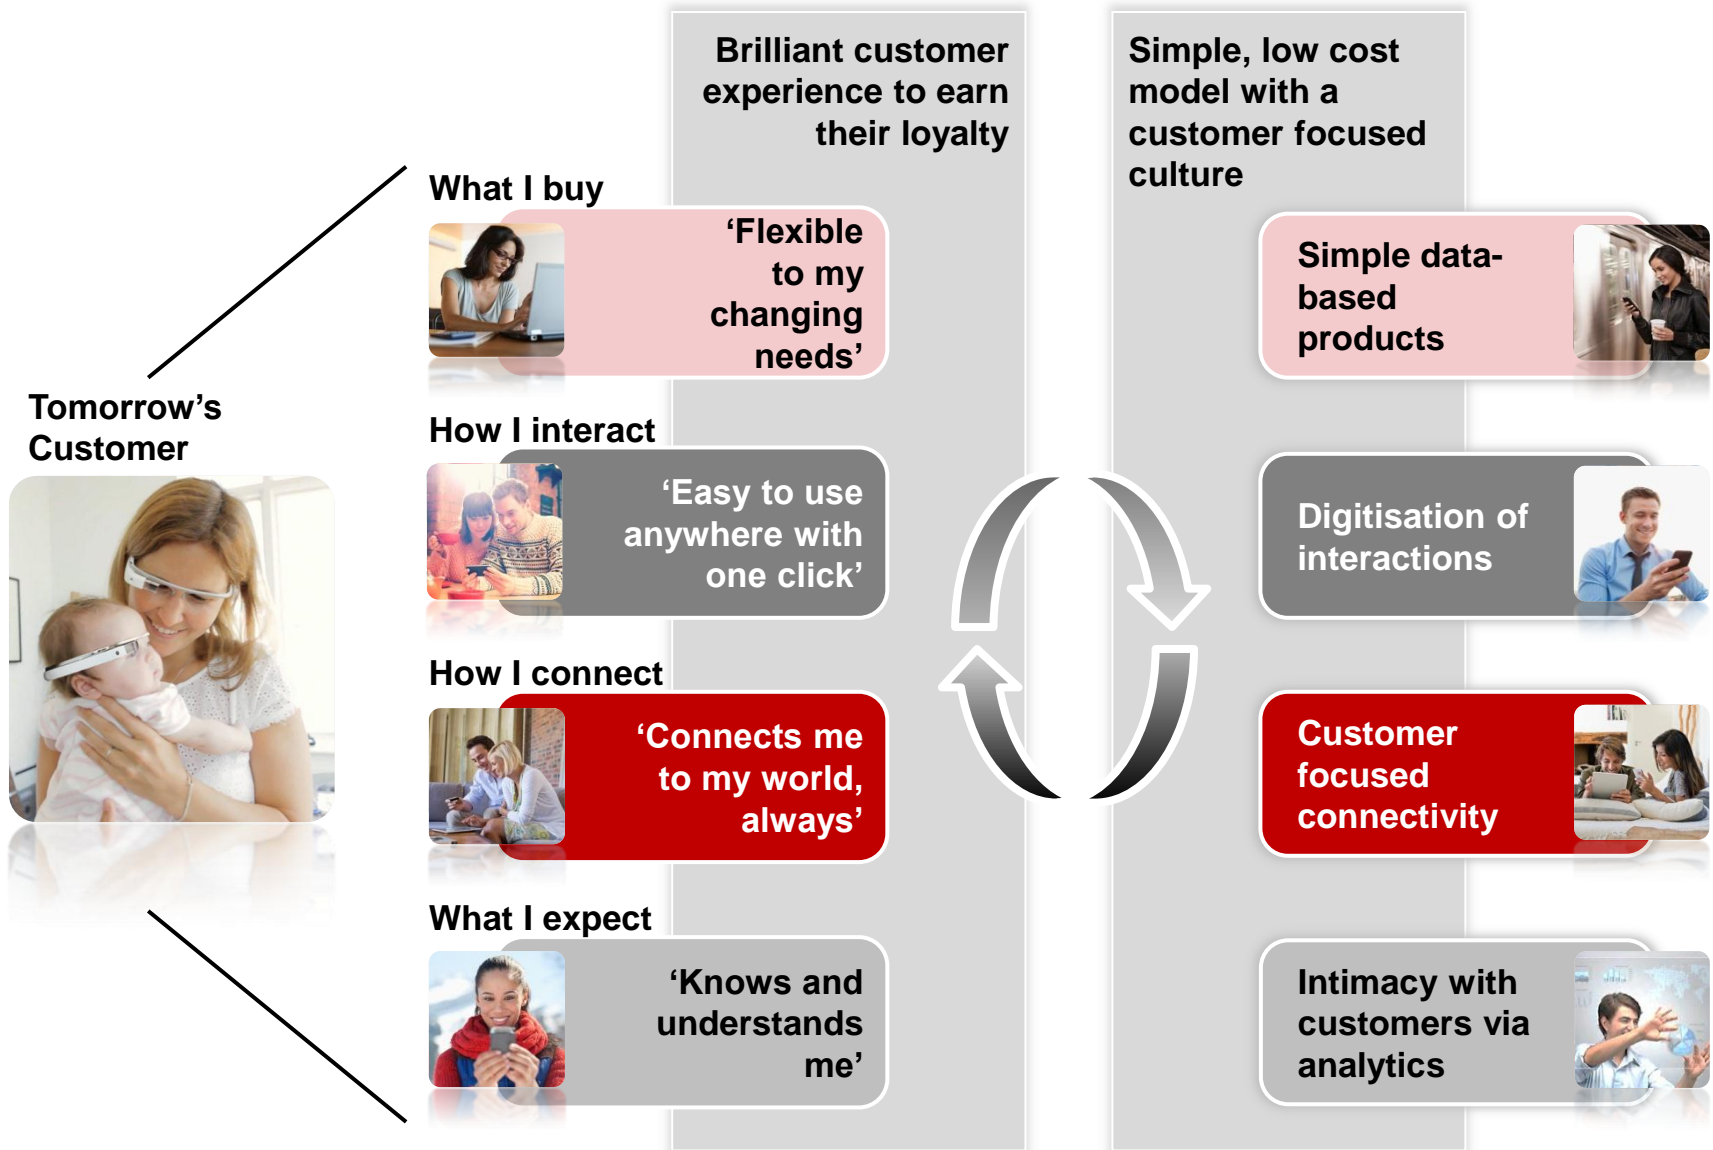 Brilliant customer
experience to earn
their loyalty
Simple, low cost
model with a
customer focused
culture
Tomorrow’s
Customer
What I buy
‘Flexible
to my
changing
needs’
Simple data-
based
products
How I interact
‘Easy to use
anywhere with
one click’
Digitisation of
interactions
How I connect
‘Connects me
to my world,
always’
Customer
focused
connectivity
What I expect
‘Knows and
understands
me’
Intimacy with
customers via
analytics